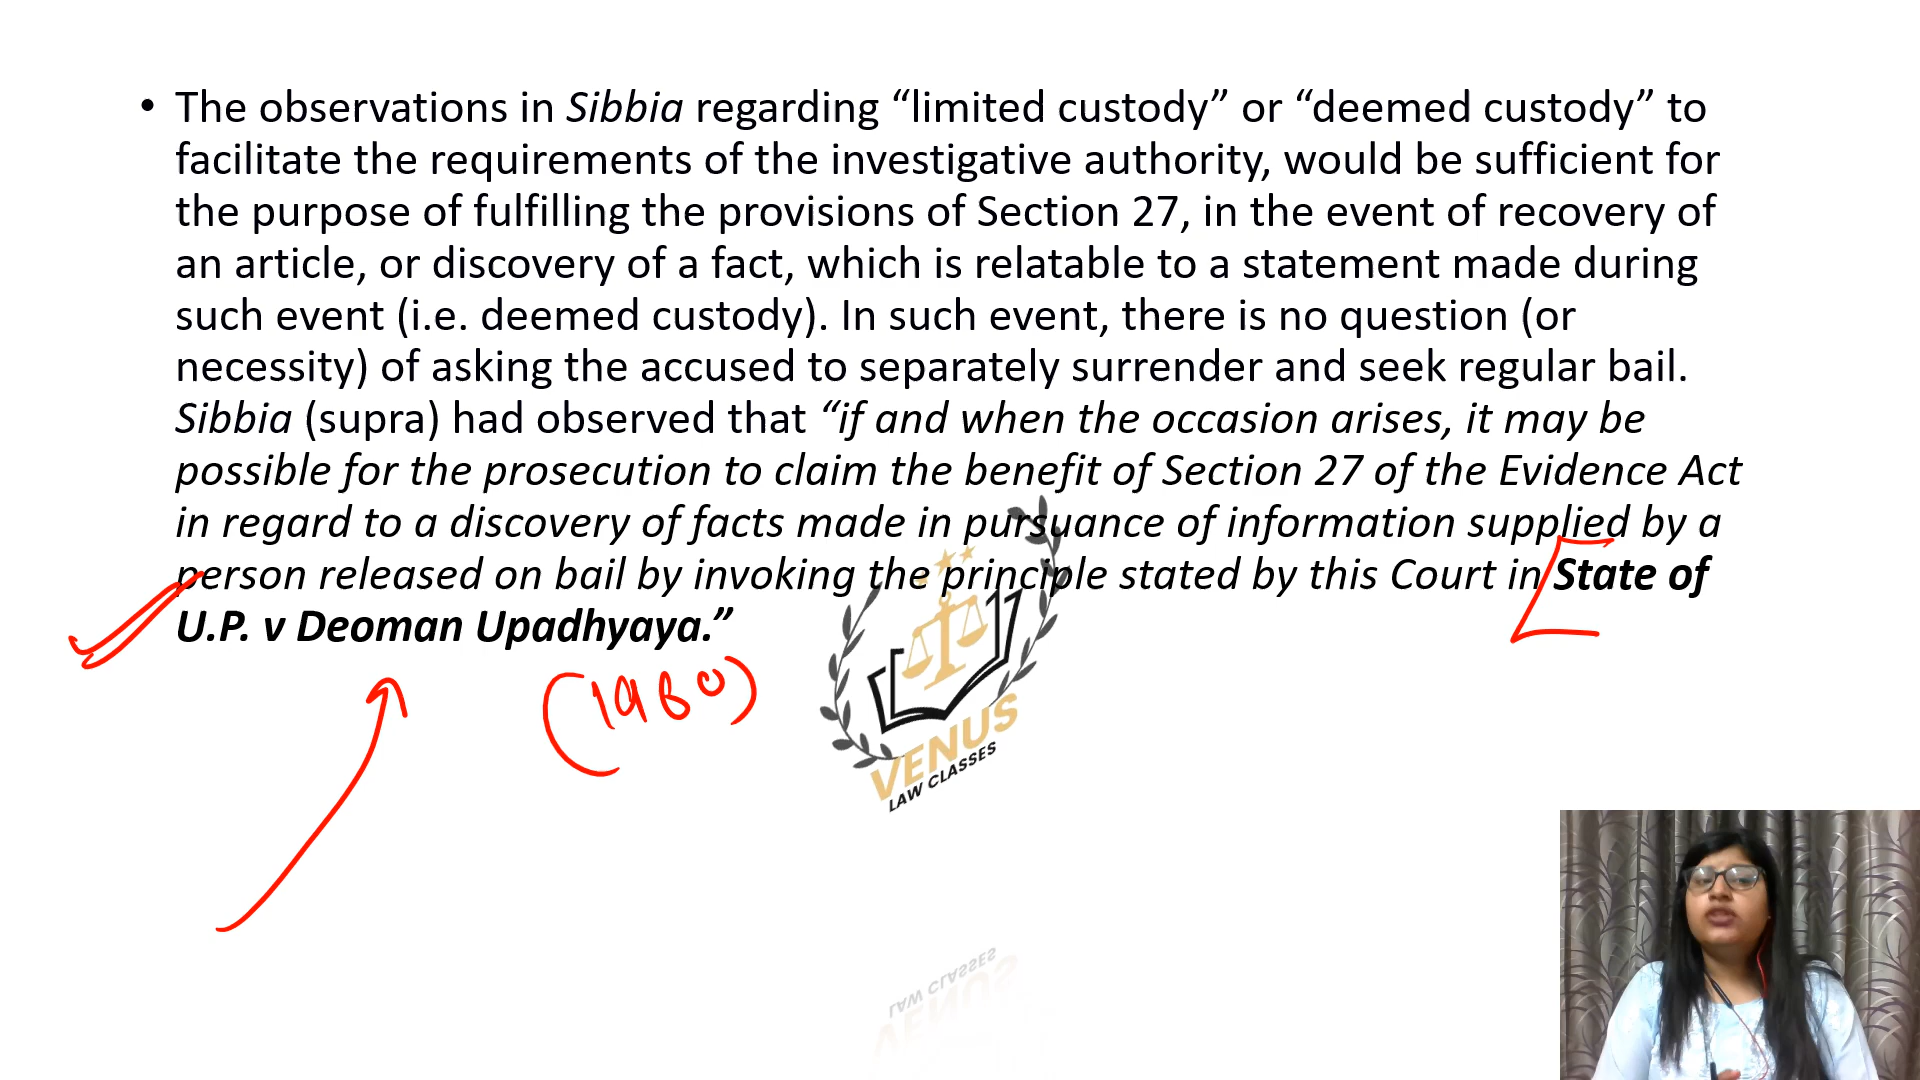 • The observations in Sibbia regarding “limited custody” or “deemed custody” to
facilitate the requirements of the investigative authority, would be sufficient for
the purpose of fulfilling the provisions of Section 27, in the event of recovery of
an article, or discovery of a fact, which is relatable to a statement made during
such event (i.e. deemed custody). In such event, there is no question (or
necessity) of asking the accused to separately surrender and seek regular bail.
Sibbia (supra) had observed that “if and when the occasion arises, it may be
possible for the prosecution to claim the benefit of Section 27 of the Evidence Act
in regard to a discovery of facts made in pursuance of information supplied by a
person released on bail by invoking the principle stated by this Court in State of
U.P. v Deoman Upadhyaya.”
(1960)
VENUS
LAW CLASSES
LAW CLASSES
VENUS